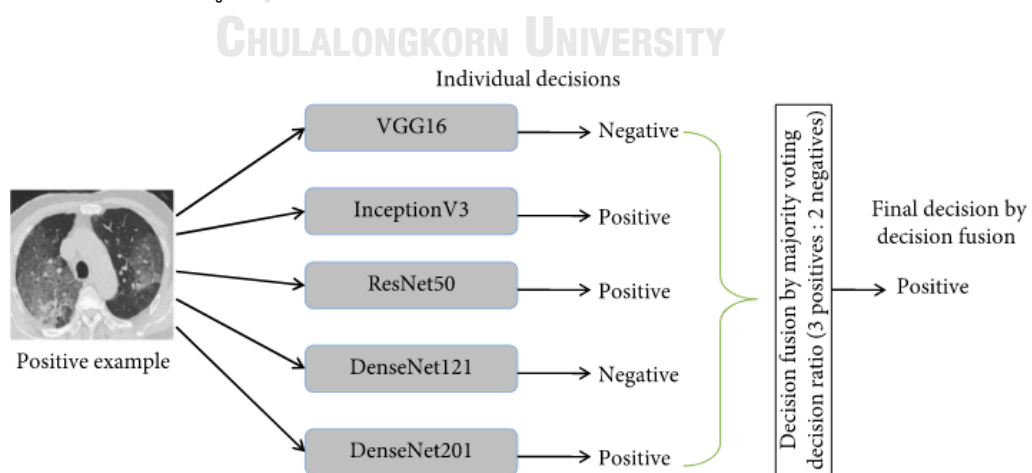 CHULALONGKORN UNIVERSITY
Individual decisions
VGG16
Negative
InceptionV3
Positive
ResNet50
Positive
DenseNet121
Negative
DenseNet201
Positive
Positive example
Decision fusion by majority voting
decision ratio (3 positives : 2 negatives)
Final decision by
decision fusion
Positive